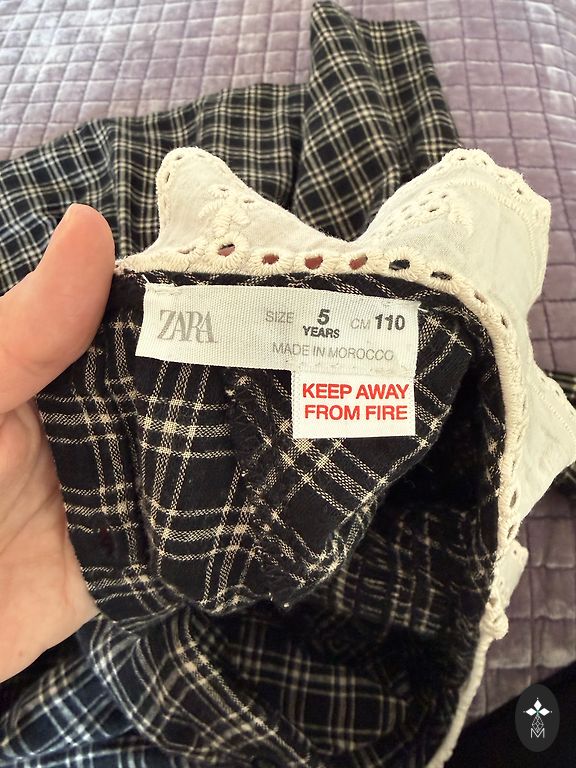 ZARA
SIZE 5 YEARS CM 110
MADE IN MOROCCO
KEEP AWAY
FROM FIRE
M